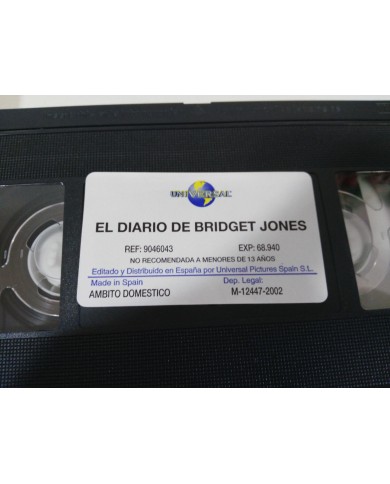 UNIVERSAL
EL DIARIO DE BRIDGET JONES
REF: 9046043 EXP: 68.940
NO RECOMENDADA A MENORES DE 13 AÑOS
Editado y Distribuido en España por Universal Pictures Spain S.L.
Made in Spain Dep. Legal:
AMBITO DOMESTICO M-12447-2002